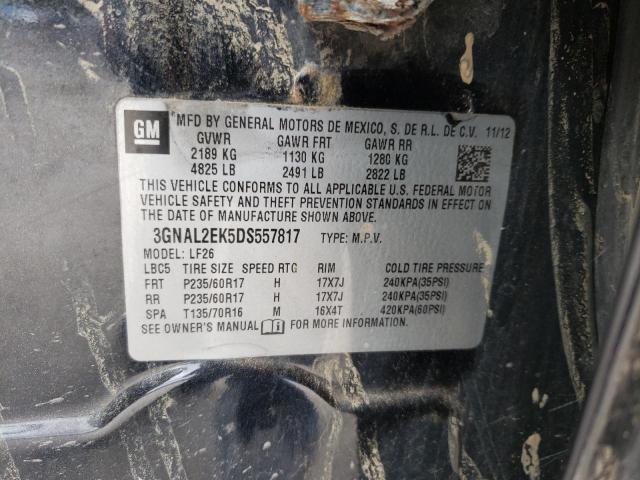 GM
MFD BY GENERAL MOTORS DE MEXICO, S. DE R.L. DE C.V. 11/12
GVWR GAWR FRT GAWR RR
2189 KG 1130 KG 1280 KG
4825 LB 2491 LB 2822 LB
THIS VEHICLE CONFORMS TO ALL APPLICABLE U.S. FEDERAL MOTOR
VEHICLE SAFETY AND THEFT PREVENTION STANDARDS IN EFFECT ON
DATE OF MANUFACTURE SHOWN ABOVE.
3GNAL2EK5DS557817 TYPE: M.P.V.
MODEL: LF26
LBC5 TIRE SIZE SPEED RTG RIM COLD TIRE PRESSURE
FRT P235/60R17 H 17X7J 240KPA(35PSI)
RR P235/60R17 H 17X7J 240KPA(35PSI)
SPA T135/70R16 M 16X4T 420KPA(60PSI)
SEE OWNER'S MANUAL FOR MORE INFORMATION.